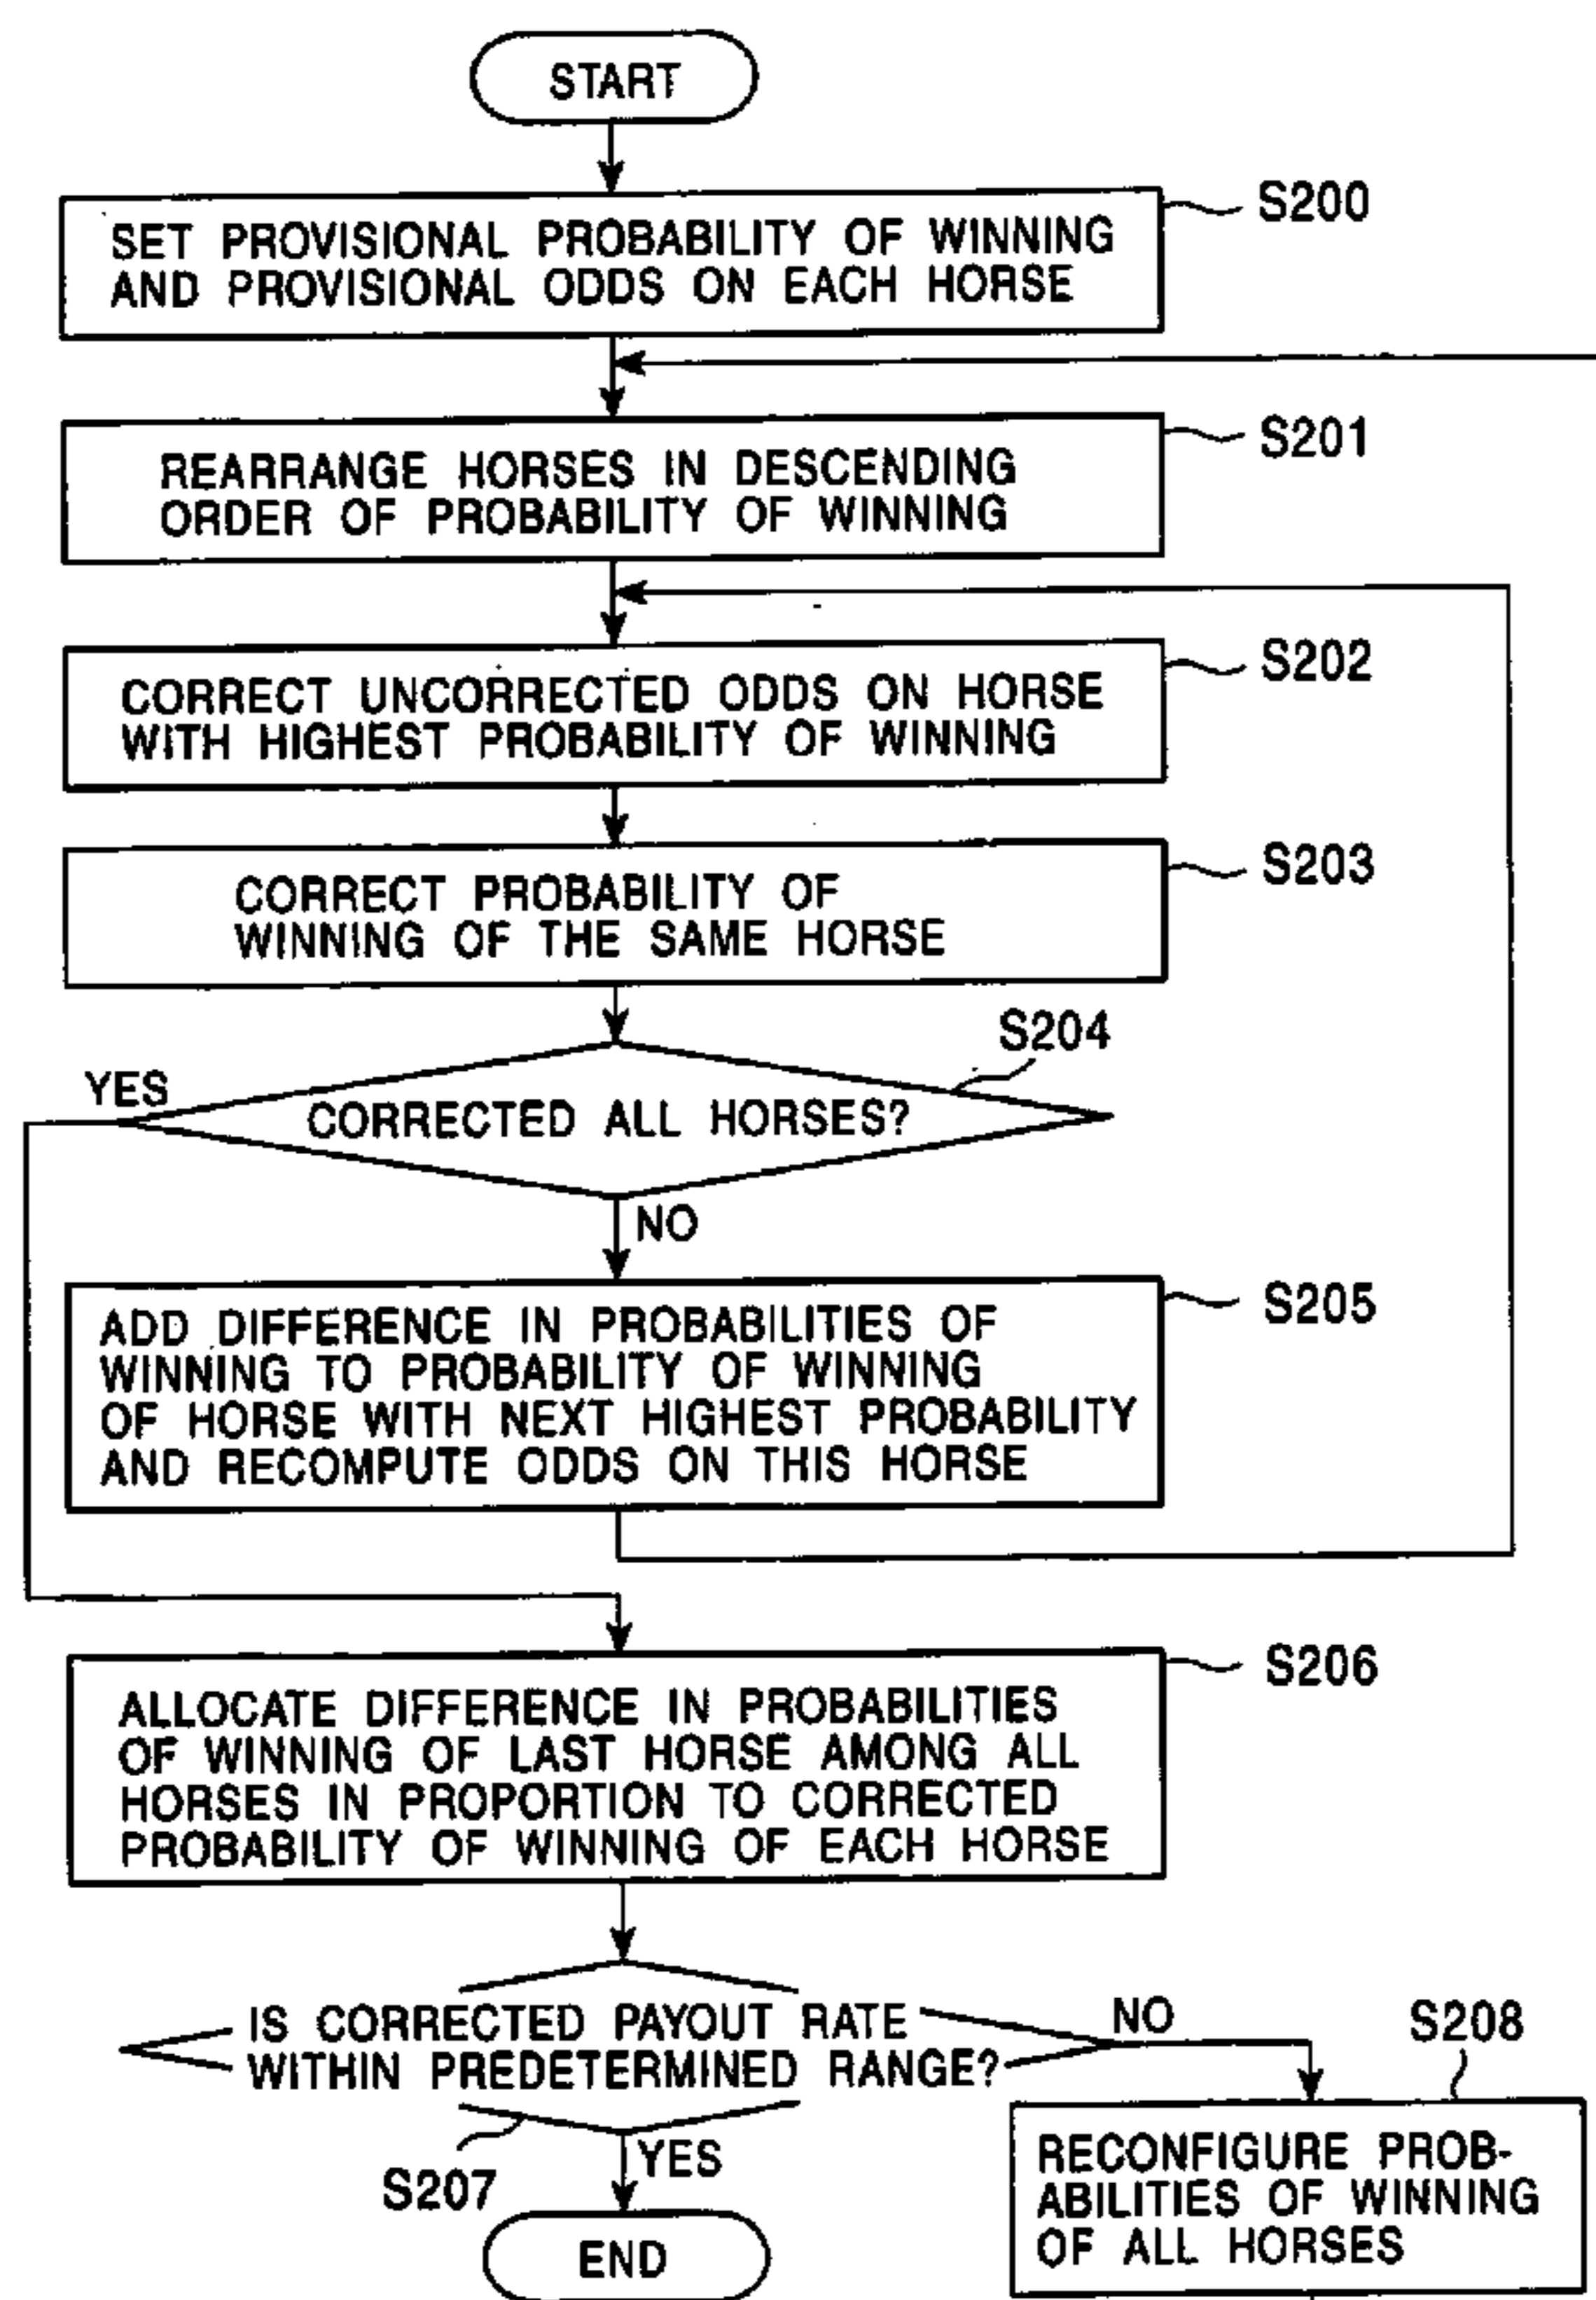 START
S200
SET PROVISIONAL PROBABILITY OF WINNING
AND PROVISIONAL ODDS ON EACH HORSE
S201
REARRANGE HORSES IN DESCENDING
ORDER OF PROBABILITY OF WINNING
S202
CORRECT UNCORRECTED ODDS ON HORSE
WITH HIGHEST PROBABILITY OF WINNING
S203
CORRECT PROBABILITY OF
WINNING OF THE SAME HORSE
S204
YES
CORRECTED ALL HORSES?
NO
S205
ADD DIFFERENCE IN PROBABILITIES OF
WINNING TO PROBABILITY OF WINNING
OF HORSE WITH NEXT HIGHEST PROBABILITY
AND RECOMPUTE ODDS ON THIS HORSE
S206
ALLOCATE DIFFERENCE IN PROBABILITIES
OF WINNING OF LAST HORSE AMONG ALL
HORSES IN PROPORTION TO CORRECTED
PROBABILITY OF WINNING OF EACH HORSE
IS CORRECTED PAYOUT RATE
WITHIN PREDETERMINED RANGE?
NO
S208
S207
YES
RECONFIGURE PROB-
ABILITIES OF WINNING
OF ALL HORSES
END